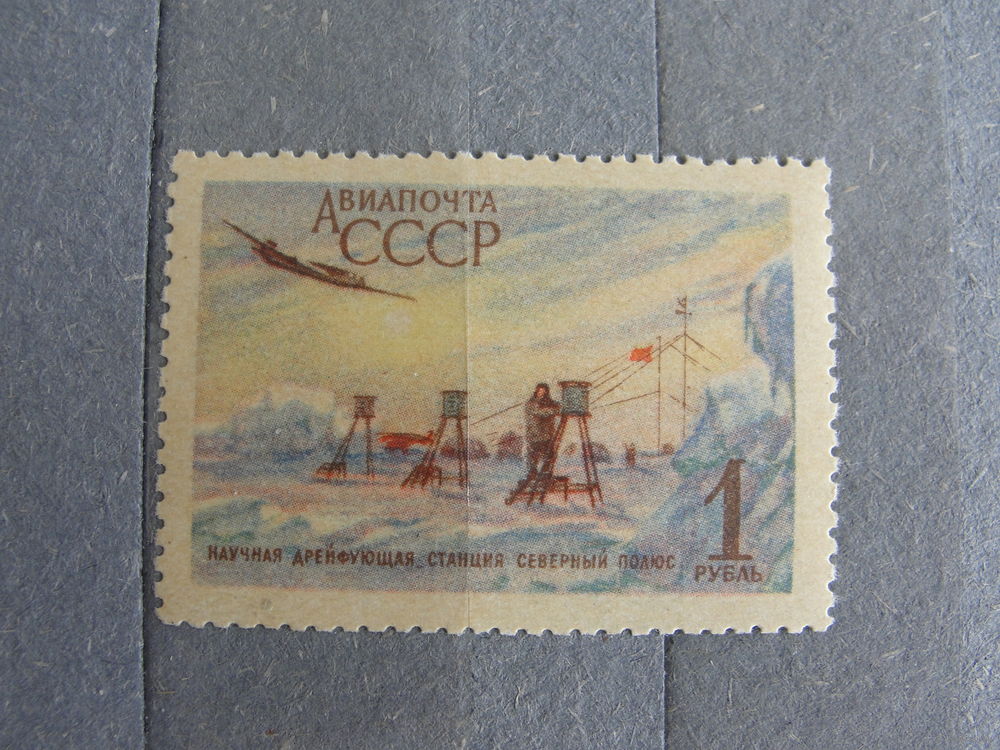 АВИАПОЧТА
СССР
НАУЧНАЯ ДРЕЙФУЮЩАЯ СТАНЦИЯ СЕВЕРНЫЙ ПОЛЮС
1
РУБЛЬ